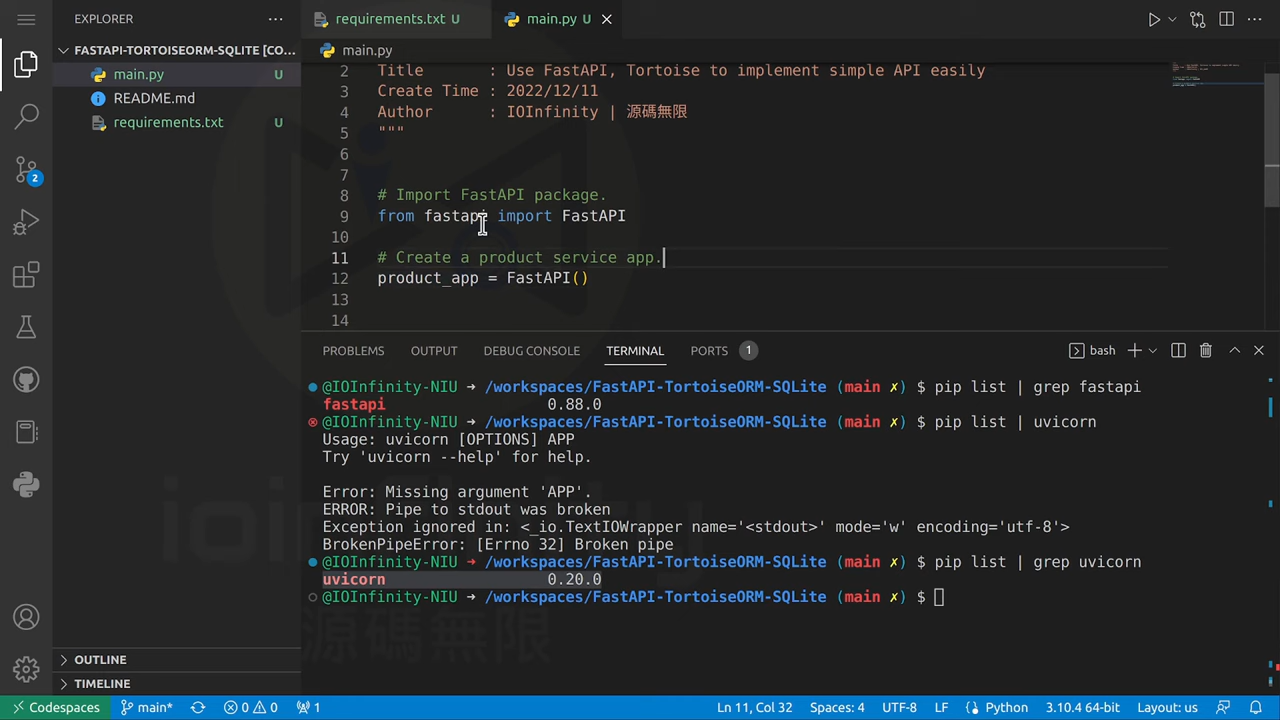 EXPLORER
requirements.txt U
main.py U
FASTAPI-TORTOISEORM-SQLITE [CO...
main.py
main.py U
README.md
requirements.txt U
2 Title : Use FastAPI, Tortoise to implement simple API easily
3 Create Time : 2022/12/11
4 Author : IOInfinity | 源碼無限
5 """
6
7
8 # Import FastAPI package.
9 from fastapi import FastAPI
10
11 # Create a product service app.
12 product_app = FastAPI()
13
14
PROBLEMS OUTPUT DEBUG CONSOLE TERMINAL PORTS 1 bash
@IOInfinity-NIU ➜ /workspaces/FastAPI-TortoiseORM-SQLite (main ✗) $ pip list | grep fastapi
fastapi 0.88.0
@IOInfinity-NIU ➜ /workspaces/FastAPI-TortoiseORM-SQLite (main ✗) $ pip list | uvicorn
Usage: uvicorn [OPTIONS] APP
Try 'uvicorn --help' for help.
Error: Missing argument 'APP'.
ERROR: Pipe to stdout was broken
Exception ignored in: <_io.TextIOWrapper name='<stdout>' mode='w' encoding='utf-8'>
BrokenPipeError: [Errno 32] Broken pipe
@IOInfinity-NIU ➜ /workspaces/FastAPI-TortoiseORM-SQLite (main ✗) $ pip list | grep uvicorn
uvicorn 0.20.0
@IOInfinity-NIU ➜ /workspaces/FastAPI-TortoiseORM-SQLite (main ✗) $
2
ioinfinity
源碼無限
OUTLINE
TIMELINE
Codespaces main* 0 0 1 Ln 11, Col 32 Spaces: 4 UTF-8 LF Python 3.10.4 64-bit Layout: us